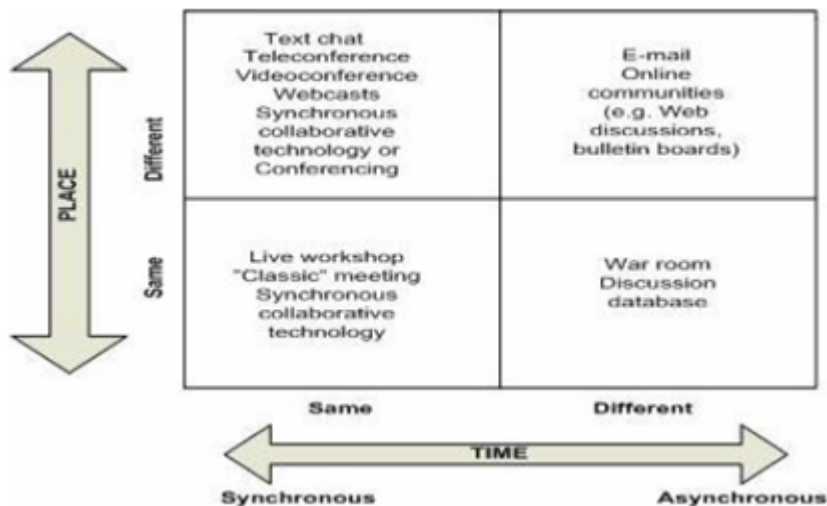 Text chat
Teleconference
Videoconference
Webcasts
Synchronous
collaborative
technology or
Conferencing
E-mail
Online
communities
(e.g. Web
discussions,
bulletin boards)
Different
PLACE
Same
Live workshop
"Classic" meeting
Synchronous
collaborative
technology
War room
Discussion
database
Same
Different
TIME
Synchronous
Asynchronous